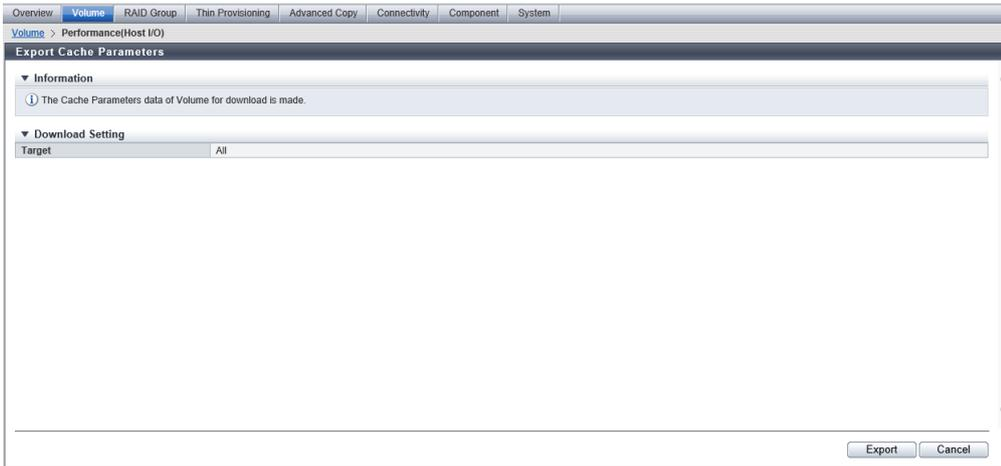 Overview Volume RAID Group Thin Provisioning Advanced Copy Connectivity Component System
Volume > Performance(Host I/O)
Export Cache Parameters
Information
The Cache Parameters data of Volume for download is made.
Download Setting
Target All
Export Cancel